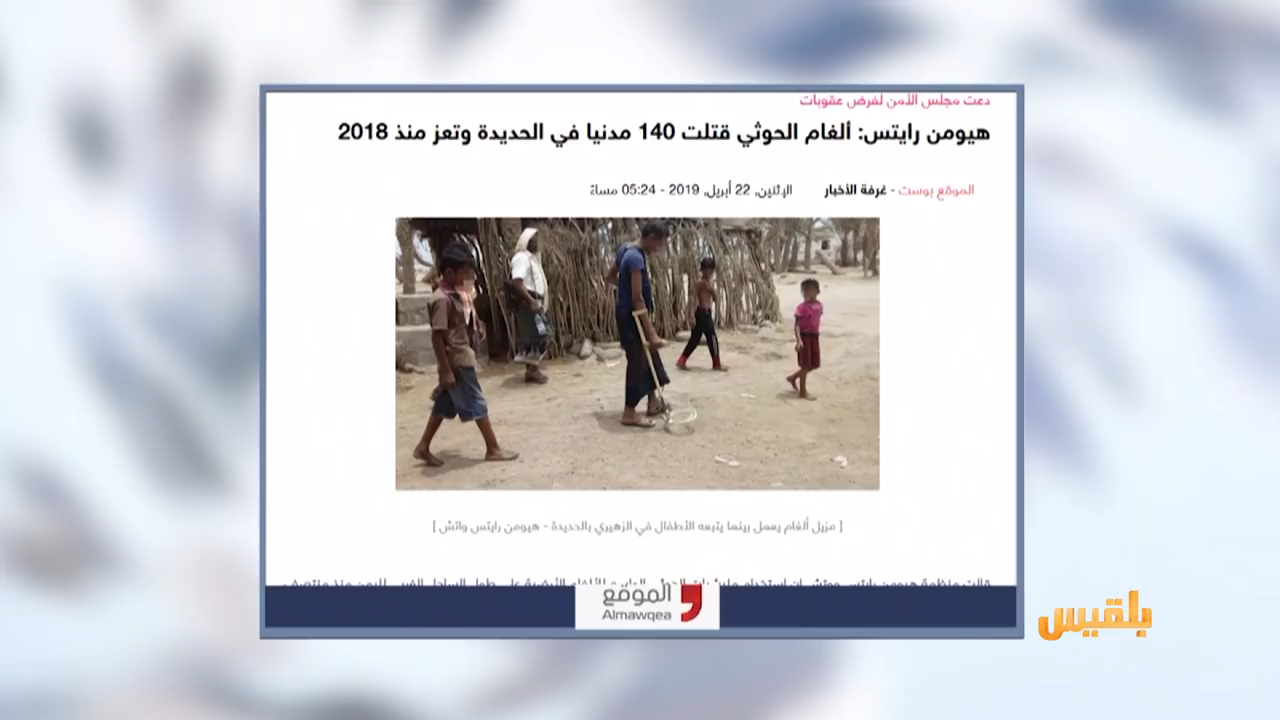 دعت مجلس الأمن لفرض عقوبات
هيومن رايتس: ألغام الحوثي قتلت 140 مدنيا في الحديدة وتعز منذ 2018
الموقع بوست - غرفة الأخبار الإثنين, 22 أبريل, 2019 - 05:24 مساءً
[ مزيل ألغام يعمل بينما يتبعه الأطفال في الزهيري بالحديدة - هيومن رايتس واتش ]
الموقع
Almawqea
بلقيس